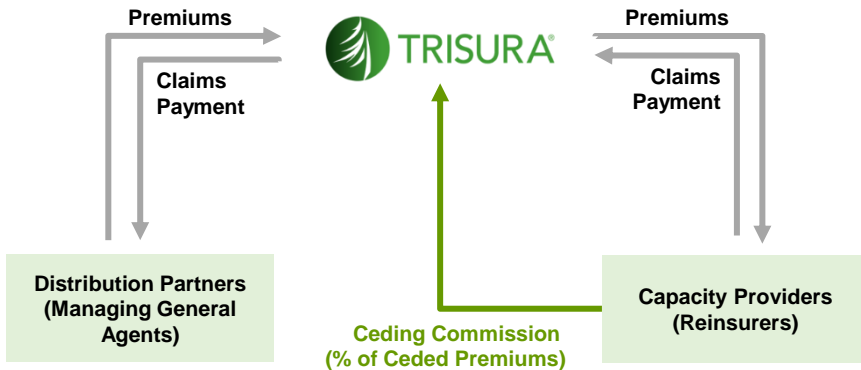 Premiums
Premiums
TRISURA®
Claims
Payment
Claims
Payment
Distribution Partners
(Managing General
Agents)
Capacity Providers
(Reinsurers)
Ceding Commission
(% of Ceded Premiums)